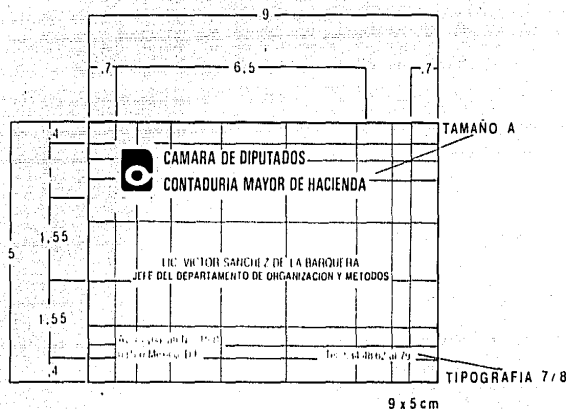 9
.7 6.5 .7
.4 TAMAÑO A
CAMARA DE DIPUTADOS
CONTADURIA MAYOR DE HACIENDA
1.55
5
LIC. VICTOR SANCHEZ DE LA BARQUERA
JEFE DEL DEPARTAMENTO DE ORGANIZACION Y METODOS
1.55
.4
TIPOGRAFIA 7/8
9 x 5 cm